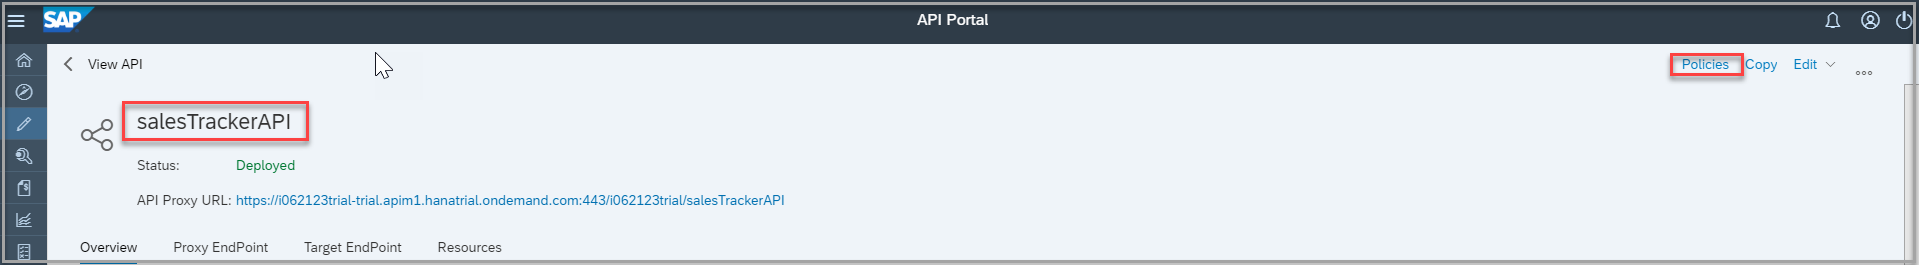 SAP API Portal
View API Policies Copy Edit
salesTrackerAPI
Status: Deployed
API Proxy URL: https://i062123trial-trial.apim1.hanatrial.ondemand.com:443/i062123trial/salesTrackerAPI
Overview Proxy EndPoint Target EndPoint Resources